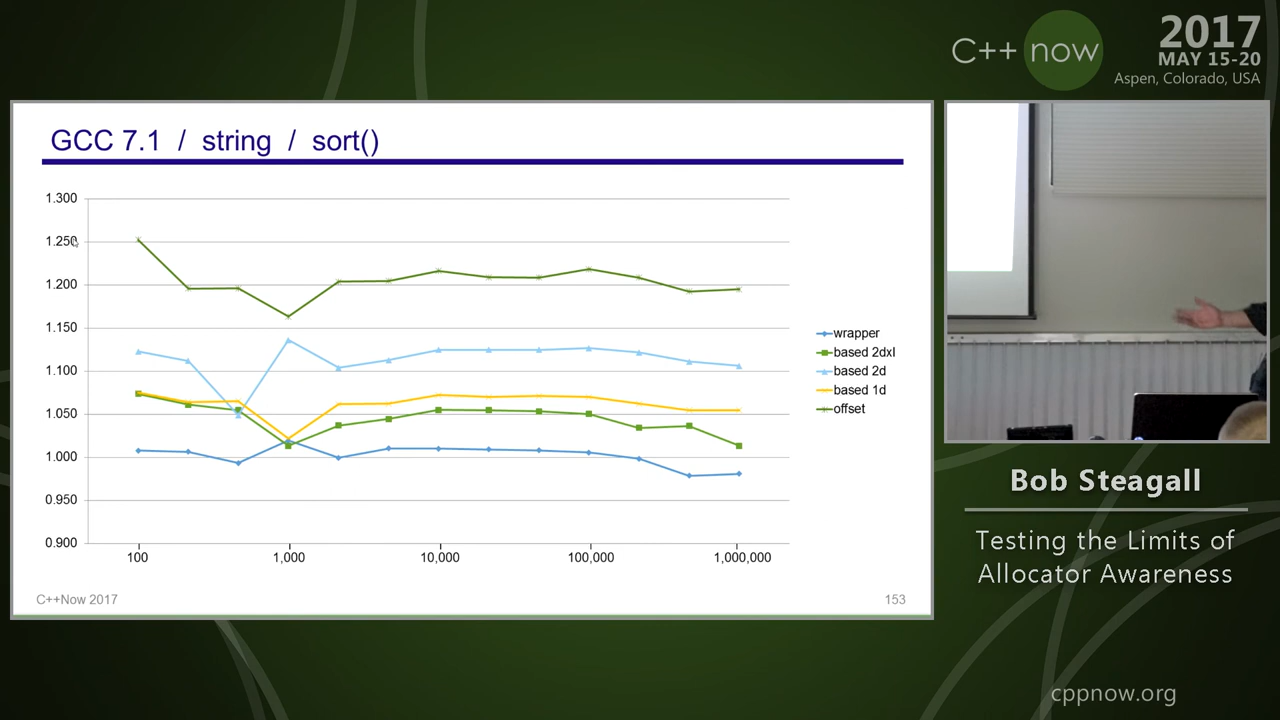 C++ now
2017
MAY 15-20
Aspen, Colorado, USA
GCC 7.1 / string / sort()
1.300
1.250
1.200
1.150
1.100
1.050
1.000
0.950
0.900
100
1,000
10,000
100,000
1,000,000
wrapper
based 2dxl
based 2d
based 1d
offset
C++Now 2017
153
Bob Steagall
Testing the Limits of
Allocator Awareness
cppnow.org